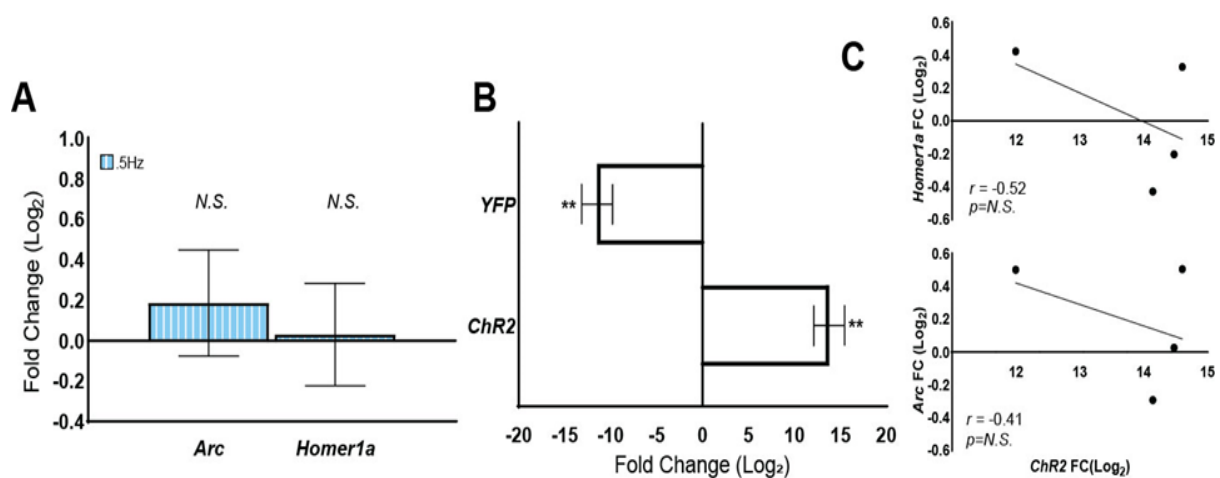 A
1.0
0.8
0.6
0.4
0.2
0.0
-0.2
-0.4
Fold Change (Log₂)
.5Hz
N.S.
N.S.
Arc
Homer1a
B
YFP
ChR2
**
**
-20
-15
-10
-5
0
5
10
15
20
Fold Change (Log₂)
C
0.6
0.4
0.2
0.0
-0.2
-0.4
-0.6
Homer1a FC (Log₂)
12
13
14
15
r = -0.52
p=N.S.
0.6
0.4
0.2
0.0
-0.2
-0.4
-0.6
Arc FC (Log₂)
12
13
14
15
r = -0.41
p=N.S.
ChR2 FC(Log₂)